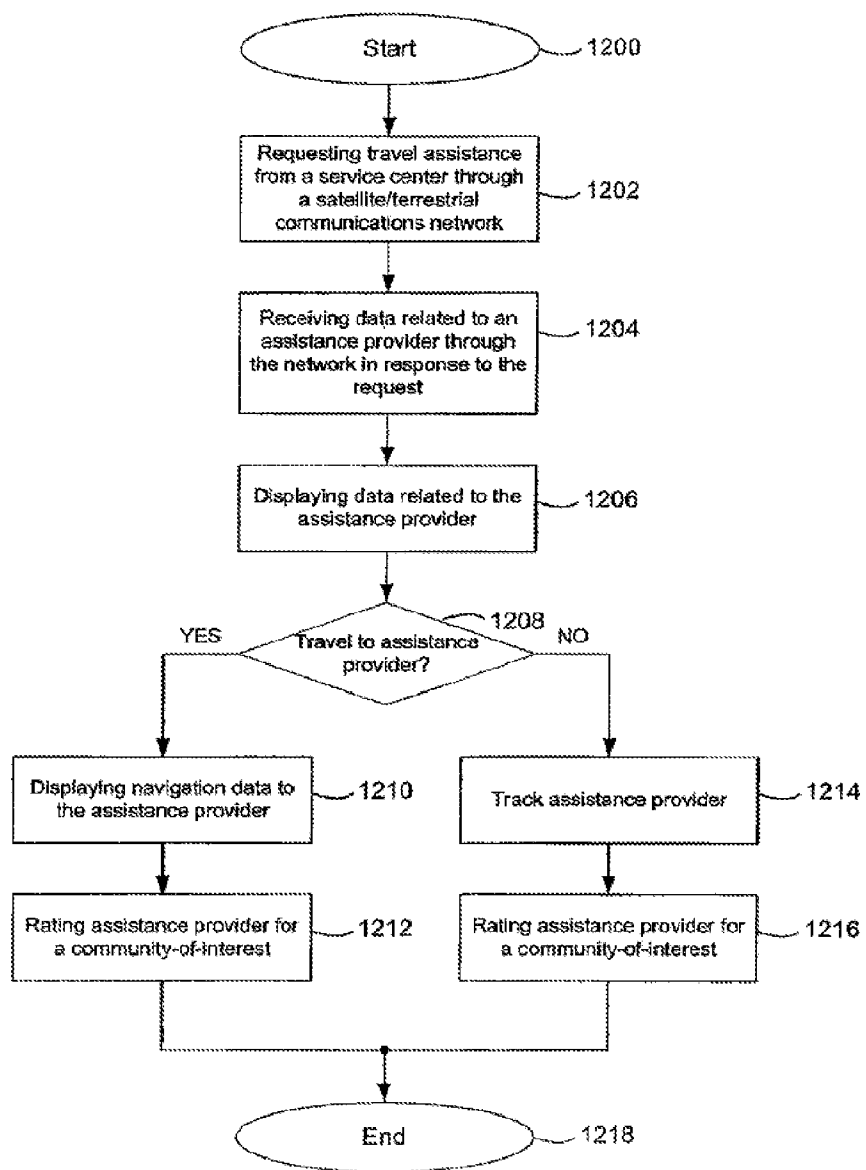 Start
1200
Requesting travel assistance
from a service center through
a satellite/terrestrial
communications network
1202
Receiving data related to an
assistance provider through
the network in response to the
request
1204
Displaying data related to the
assistance provider
1206
1208
YES
Travel to assistance
provider?
NO
Displaying navigation data to
the assistance provider
1210
Track assistance provider
1214
Rating assistance provider for
a community-of-interest
1212
Rating assistance provider for
a community-of-interest
1216
End
1218